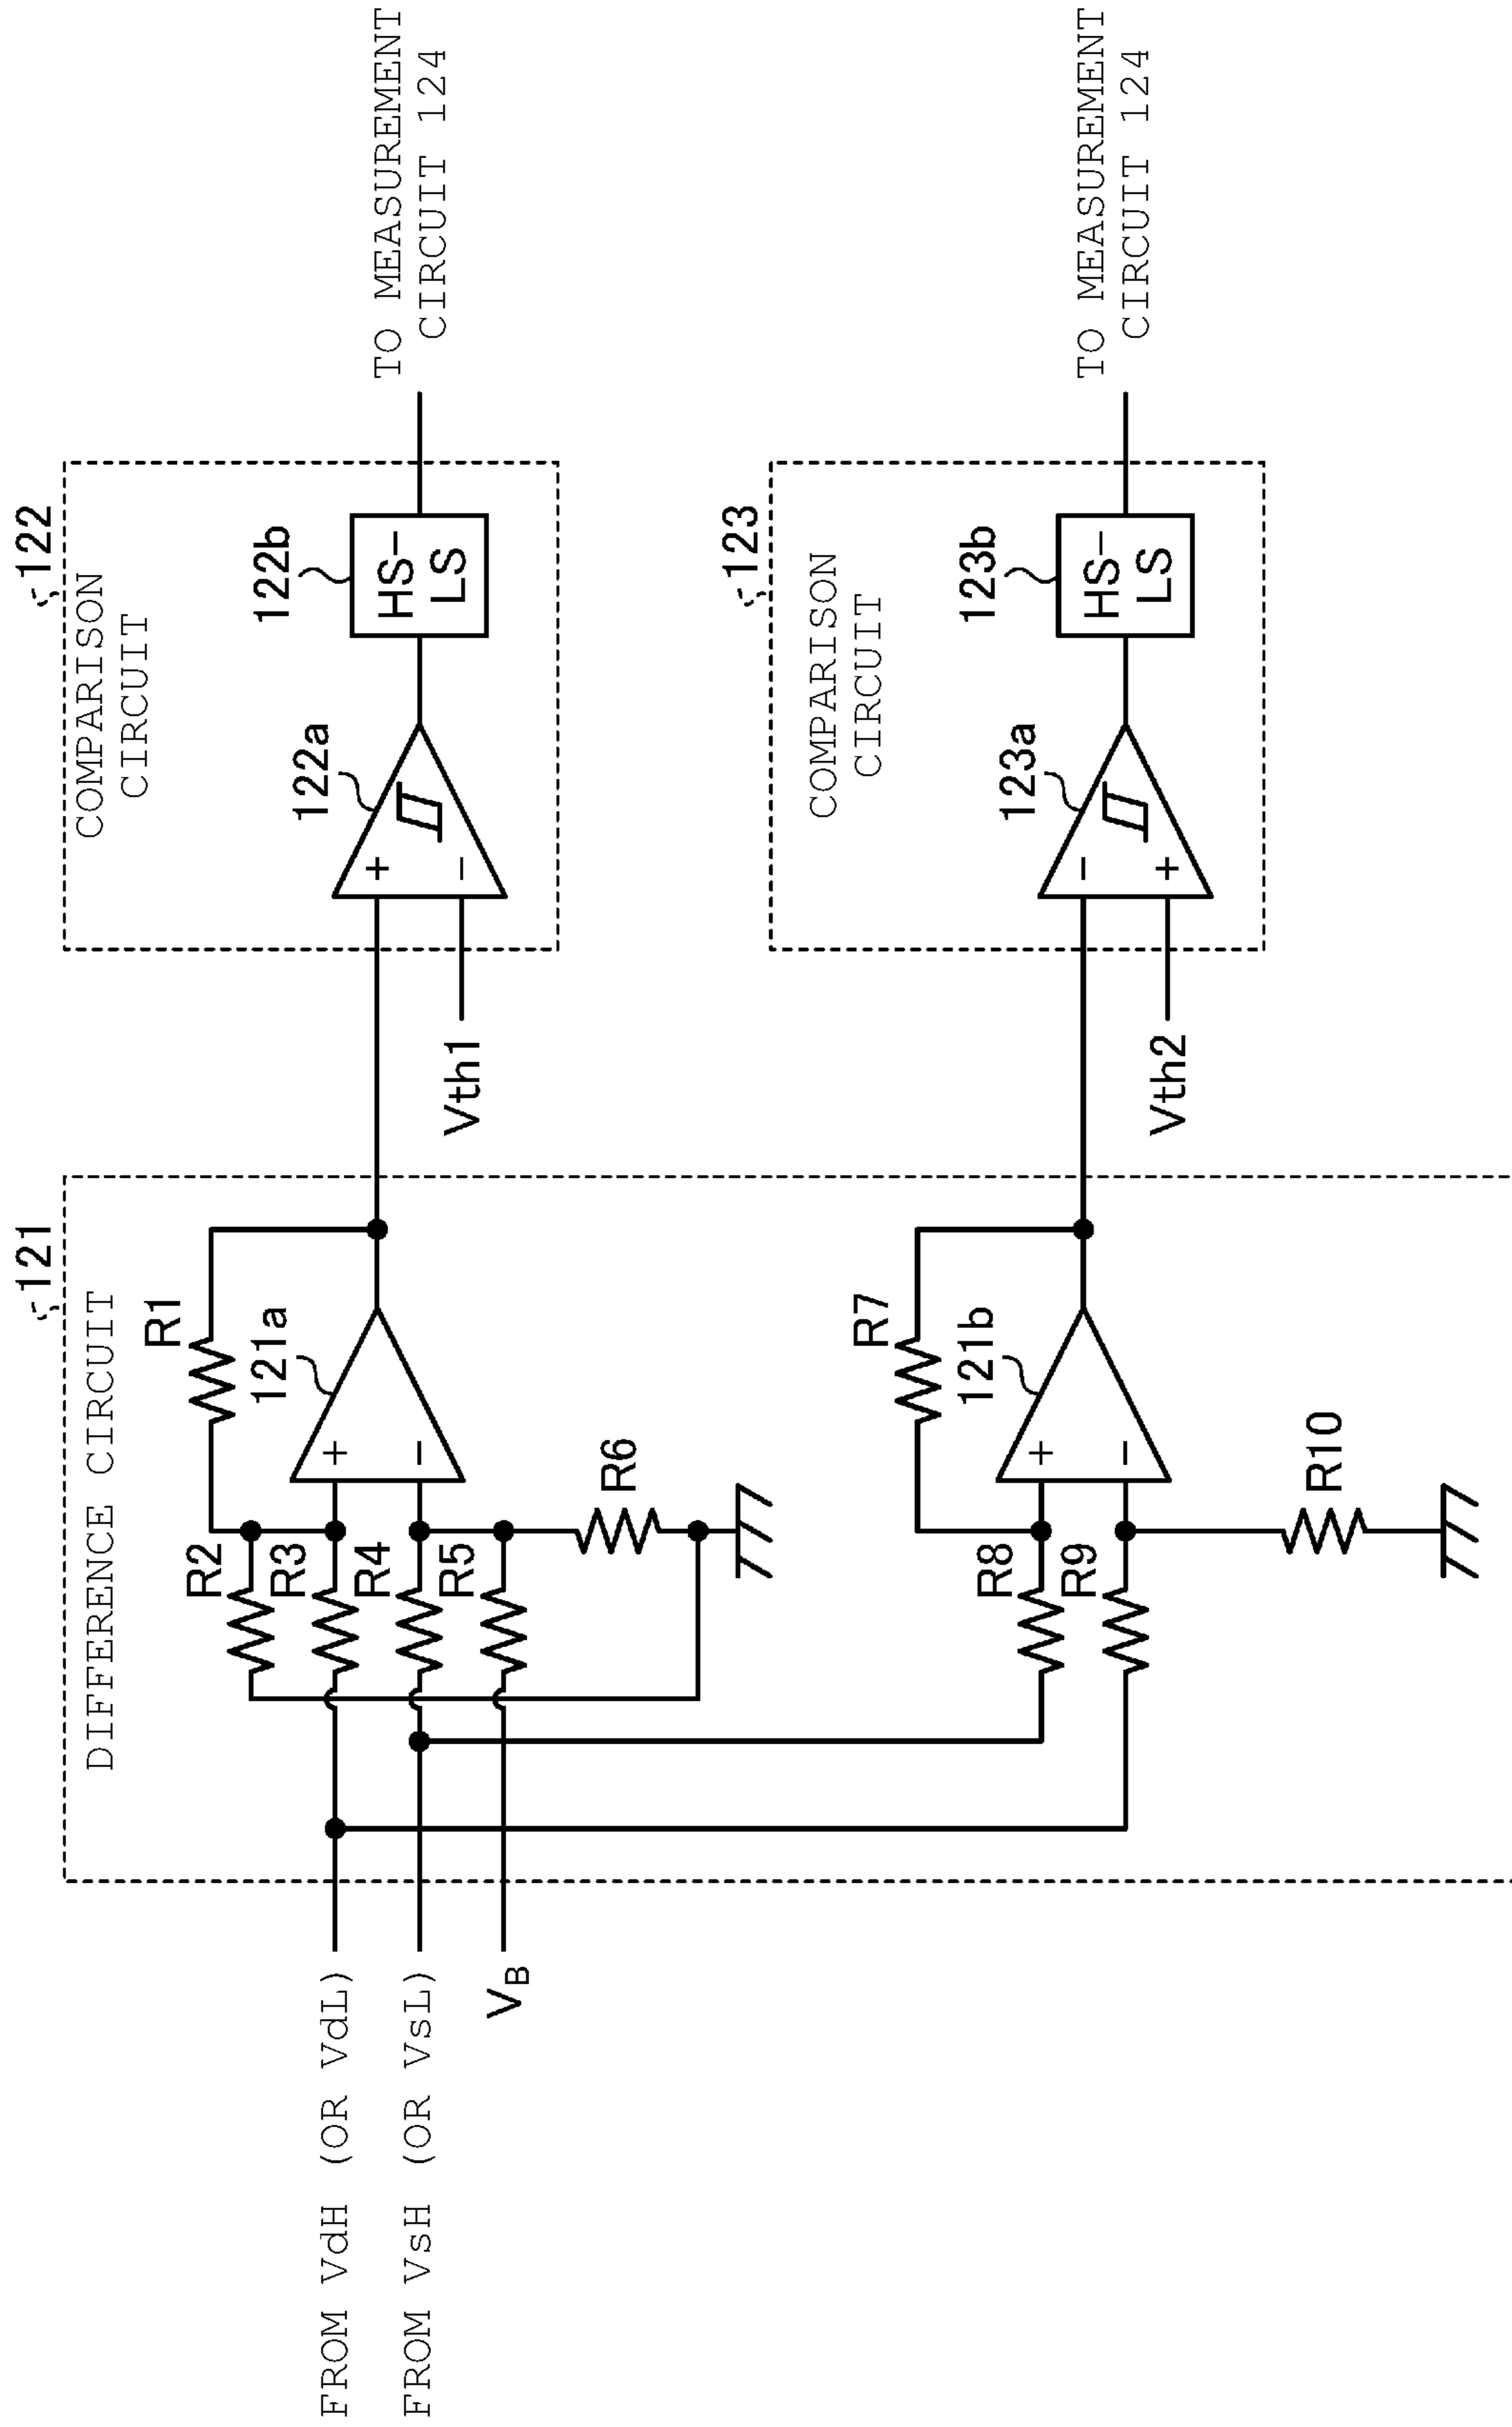 121
DIFFERENCE CIRCUIT
R1
121a
R2
R3
R4
R5
R6
+
−
FROM VdH (OR VdL)
FROM VsH (OR VsL)
VB
R7
121b
R8
R9
R10
+
−
122
COMPARISON
CIRCUIT
122a
122b
+
−
HS-
LS
Vth1
TO MEASUREMENT
CIRCUIT 124
123
COMPARISON
CIRCUIT
123a
123b
−
+
HS-
LS
Vth2
TO MEASUREMENT
CIRCUIT 124